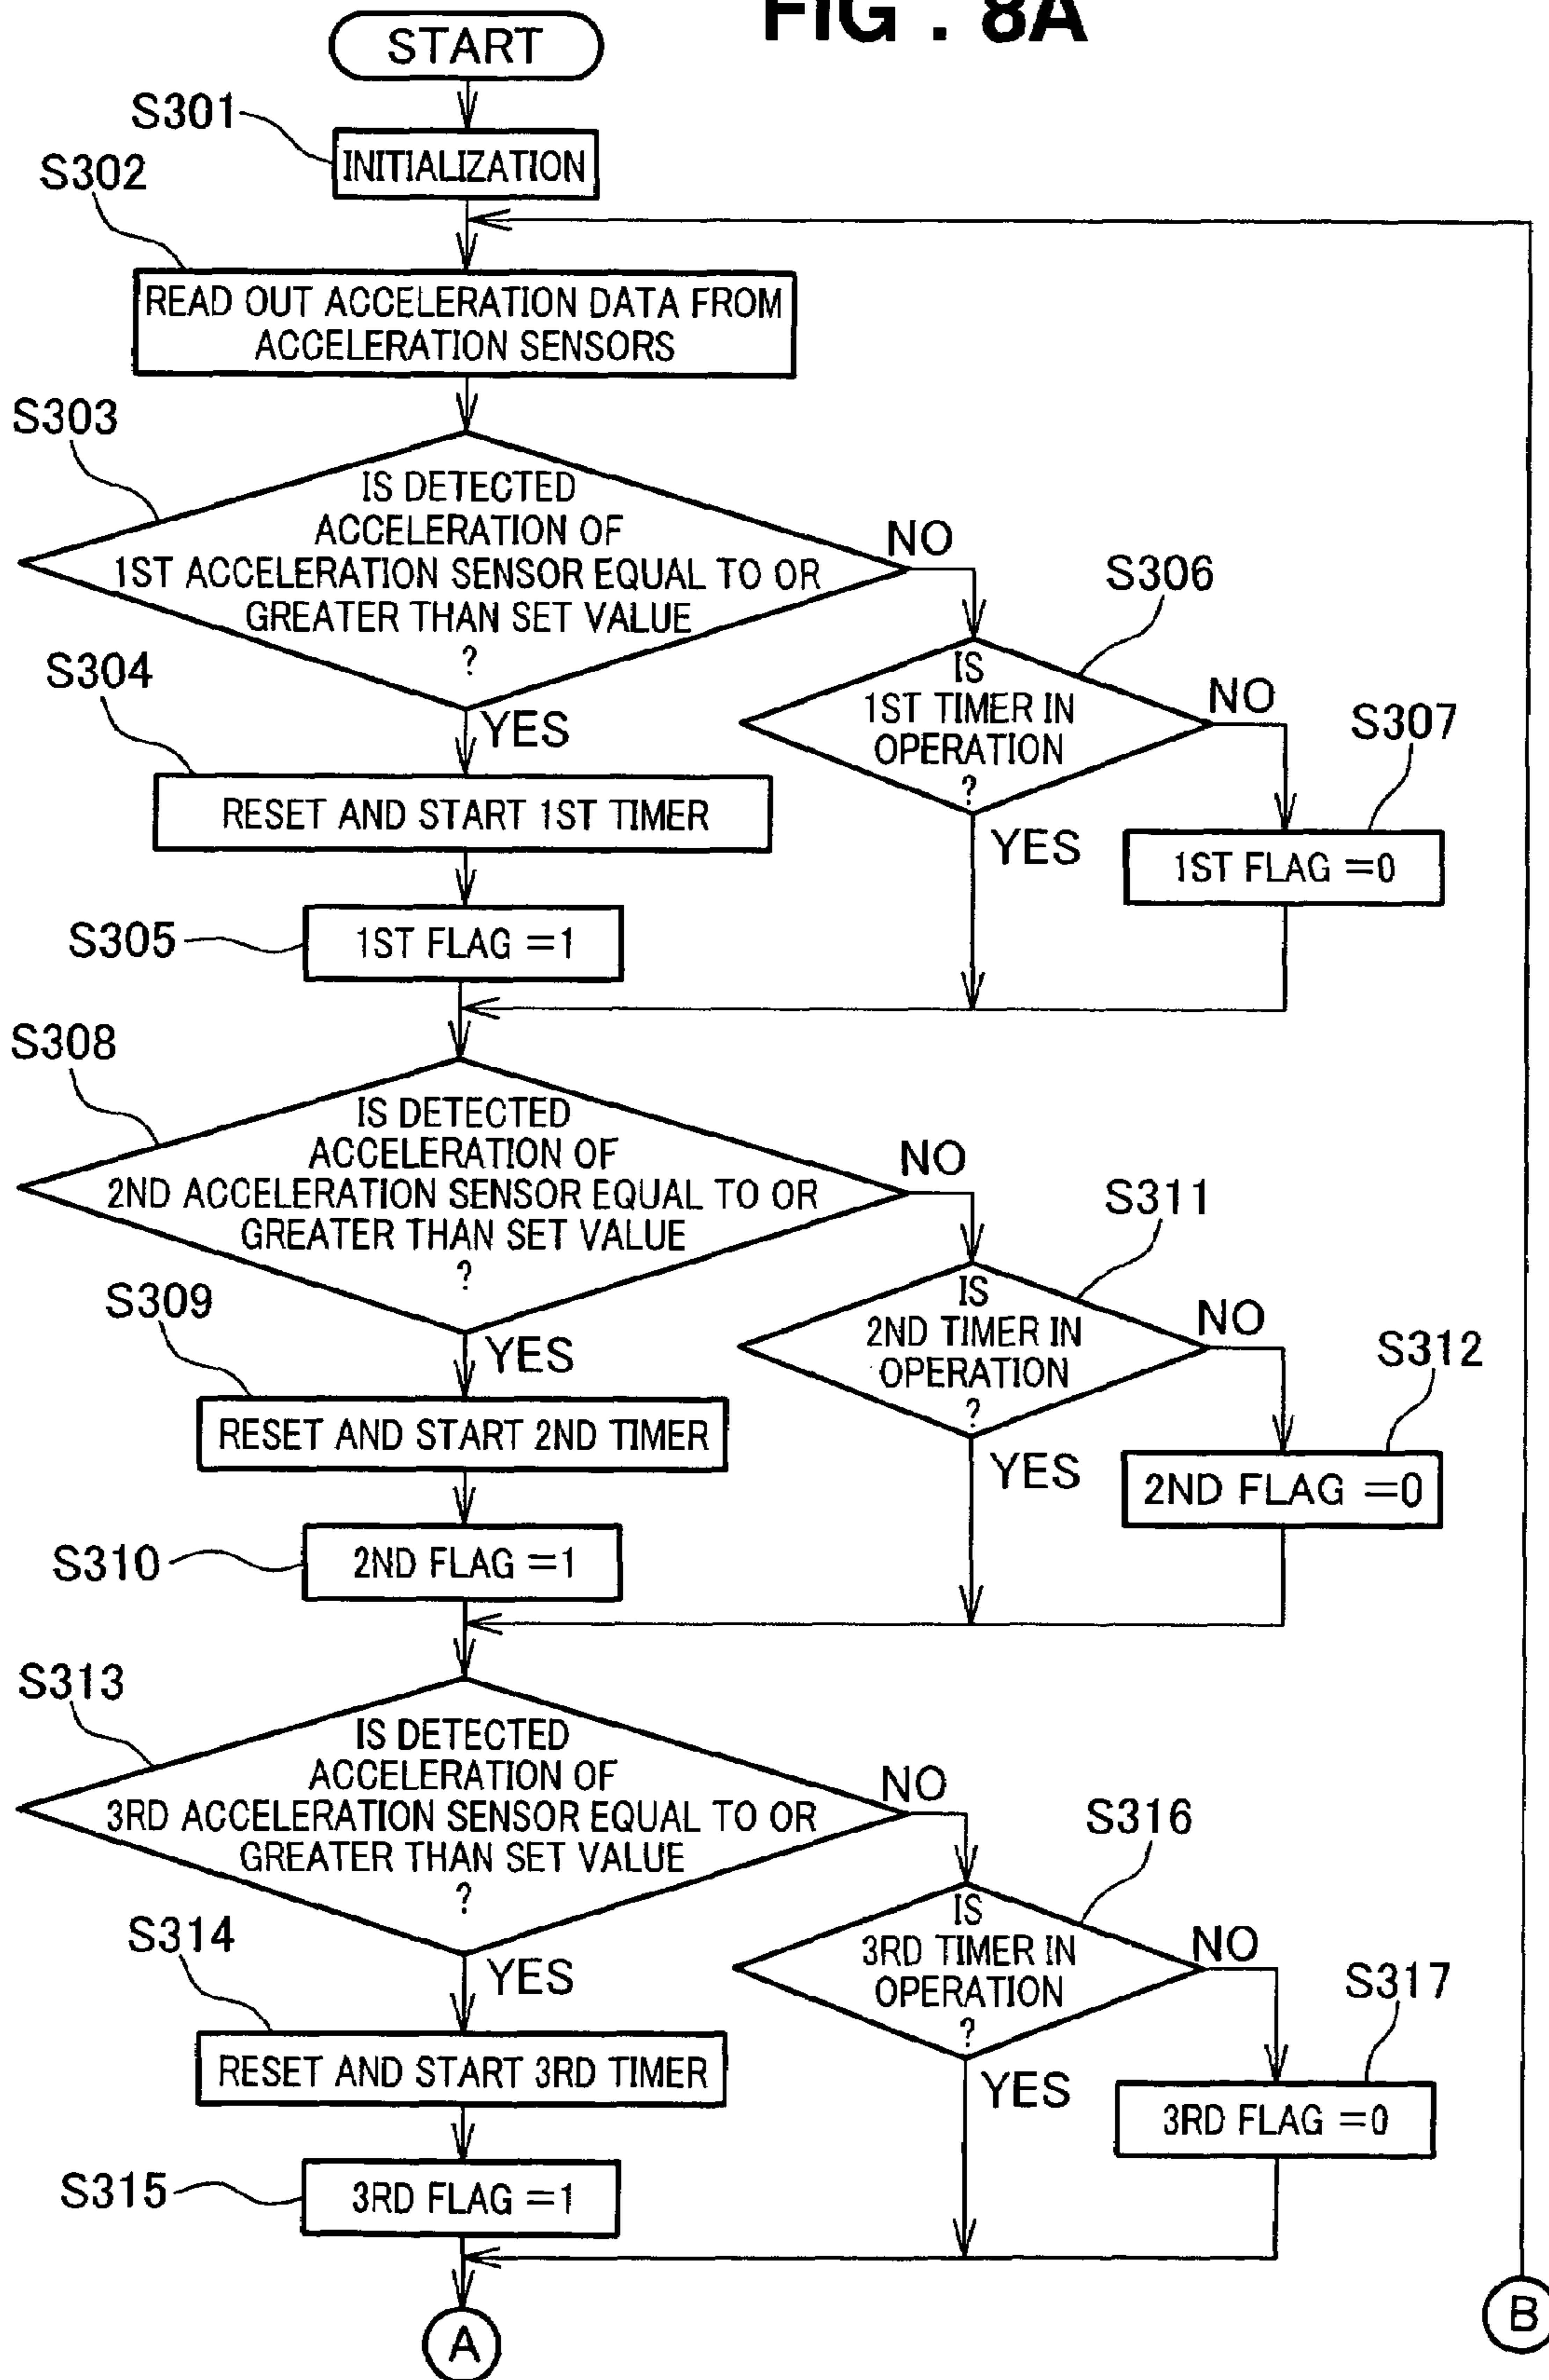 FIG . 8A
START
S301
INITIALIZATION
S302
READ OUT ACCELERATION DATA FROM
ACCELERATION SENSORS
S303
IS DETECTED
ACCELERATION OF
1ST ACCELERATION SENSOR EQUAL TO OR
GREATER THAN SET VALUE
?
NO
YES
S304
RESET AND START 1ST TIMER
S305
1ST FLAG =1
S306
IS
1ST TIMER IN
OPERATION
?
NO
YES
S307
1ST FLAG =0
S308
IS DETECTED
ACCELERATION OF
2ND ACCELERATION SENSOR EQUAL TO OR
GREATER THAN SET VALUE
?
NO
YES
S309
RESET AND START 2ND TIMER
S310
2ND FLAG =1
S311
IS
2ND TIMER IN
OPERATION
?
NO
YES
S312
2ND FLAG =0
S313
IS DETECTED
ACCELERATION OF
3RD ACCELERATION SENSOR EQUAL TO OR
GREATER THAN SET VALUE
?
NO
YES
S314
RESET AND START 3RD TIMER
S315
3RD FLAG =1
S316
IS
3RD TIMER IN
OPERATION
?
NO
YES
S317
3RD FLAG =0
A
B